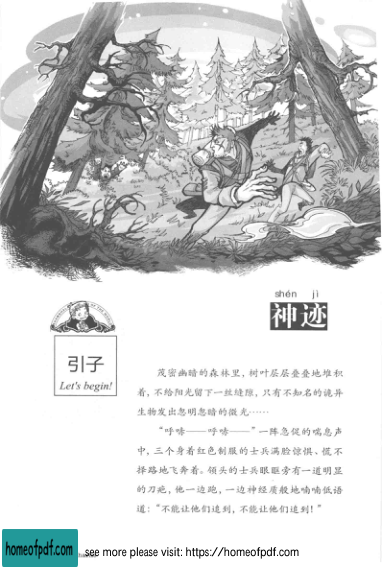 shén jì
神迹
引子
Let's begin!
茂密幽暗的森林里，树叶层层叠叠地堆积
着，不给阳光留下一丝缝隙，只有不知名的诡异
生物发出忽明忽暗的微光……
“呼哧——呼哧——”一阵急促的喘息声
中，三个身着红色制服的士兵满脸惊惧、慌不
择路地飞奔着。领头的士兵眼眶旁有一道明显
的刀疤，他一边跑，一边神经质般地喃喃低语
道：“不能让他们追到，不能让他们追到！”
homeofpdf.com
see more please visit: https://homeofpdf.com